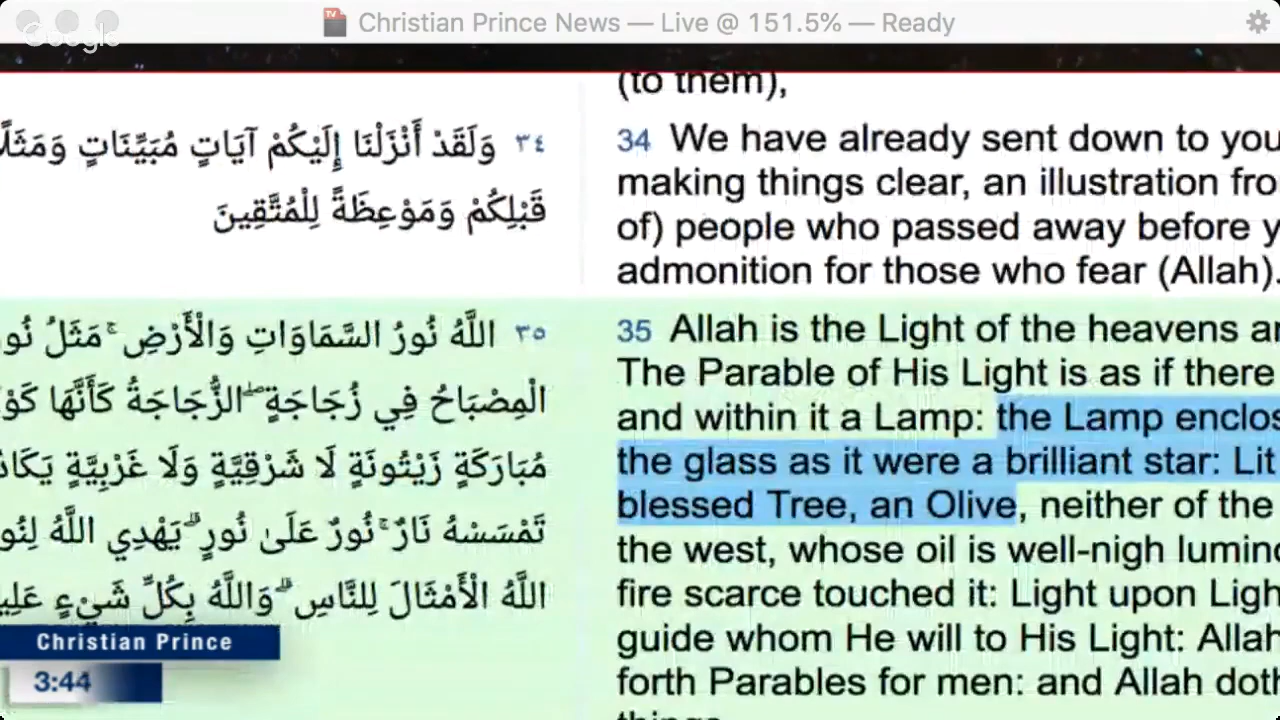 Christian Prince News — Live @ 151.5% — Ready
Google
(to them),
٣٤ وَلَقَدْ أَنْزَلْنَا إِلَيْكُمْ آيَاتٍ مُبَيِّنَاتٍ وَمَثَلًا
قَبْلِكُمْ وَمَوْعِظَةً لِلْمُتَّقِينَ
34 We have already sent down to you
making things clear, an illustration fro
of) people who passed away before y
admonition for those who fear (Allah).
٣٥ اللَّهُ نُورُ السَّمَاوَاتِ وَالْأَرْضِ ۚ مَثَلُ نُو
الْمِصْبَاحُ فِي زُجَاجَةٍ ۖ الزُّجَاجَةُ كَأَنَّهَا كَوْ
مُبَارَكَةٍ زَيْتُونَةٍ لَا شَرْقِيَّةٍ وَلَا غَرْبِيَّةٍ يَكَا
تَمْسَسْهُ نَارٌ ۚ نُورٌ عَلَىٰ نُورٍ ۗ يَهْدِي اللَّهُ لِنُو
اللَّهُ الْأَمْثَالَ لِلنَّاسِ ۗ وَاللَّهُ بِكُلِّ شَيْءٍ عَلِي
35 Allah is the Light of the heavens a
The Parable of His Light is as if there
and within it a Lamp: the Lamp enclos
the glass as it were a brilliant star: Lit
blessed Tree, an Olive, neither of the
the west, whose oil is well-nigh lumin
fire scarce touched it: Light upon Ligh
guide whom He will to His Light: Allah
forth Parables for men: and Allah doth
things.
Christian Prince
3:44